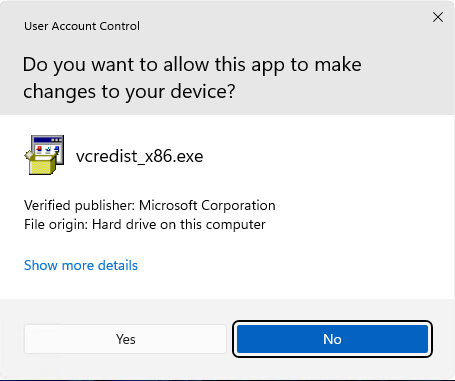 User Account Control
Do you want to allow this app to make
changes to your device?
vcredist_x86.exe
Verified publisher: Microsoft Corporation
File origin: Hard drive on this computer
Show more details
Yes
No